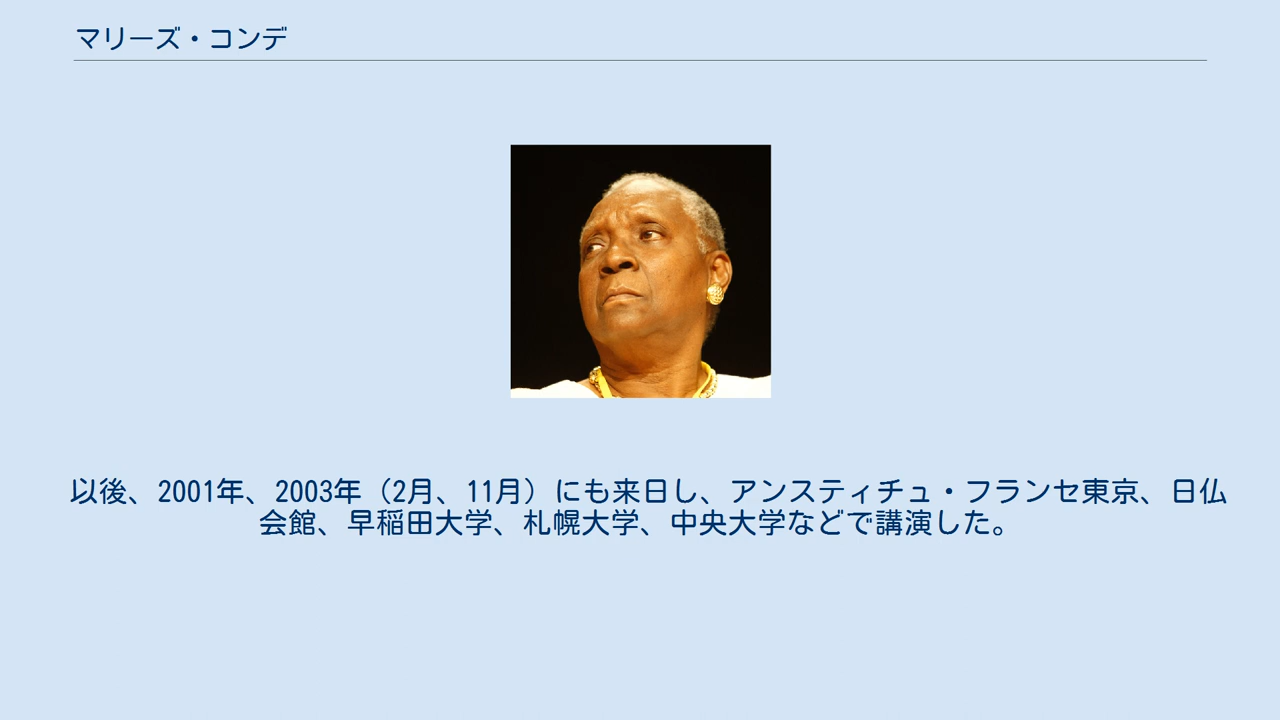 マリーズ・コンデ
以後、2001年、2003年（2月、11月）にも来日し、アンスティチュ・フランセ東京、日仏
会館、早稲田大学、札幌大学、中央大学などで講演した。